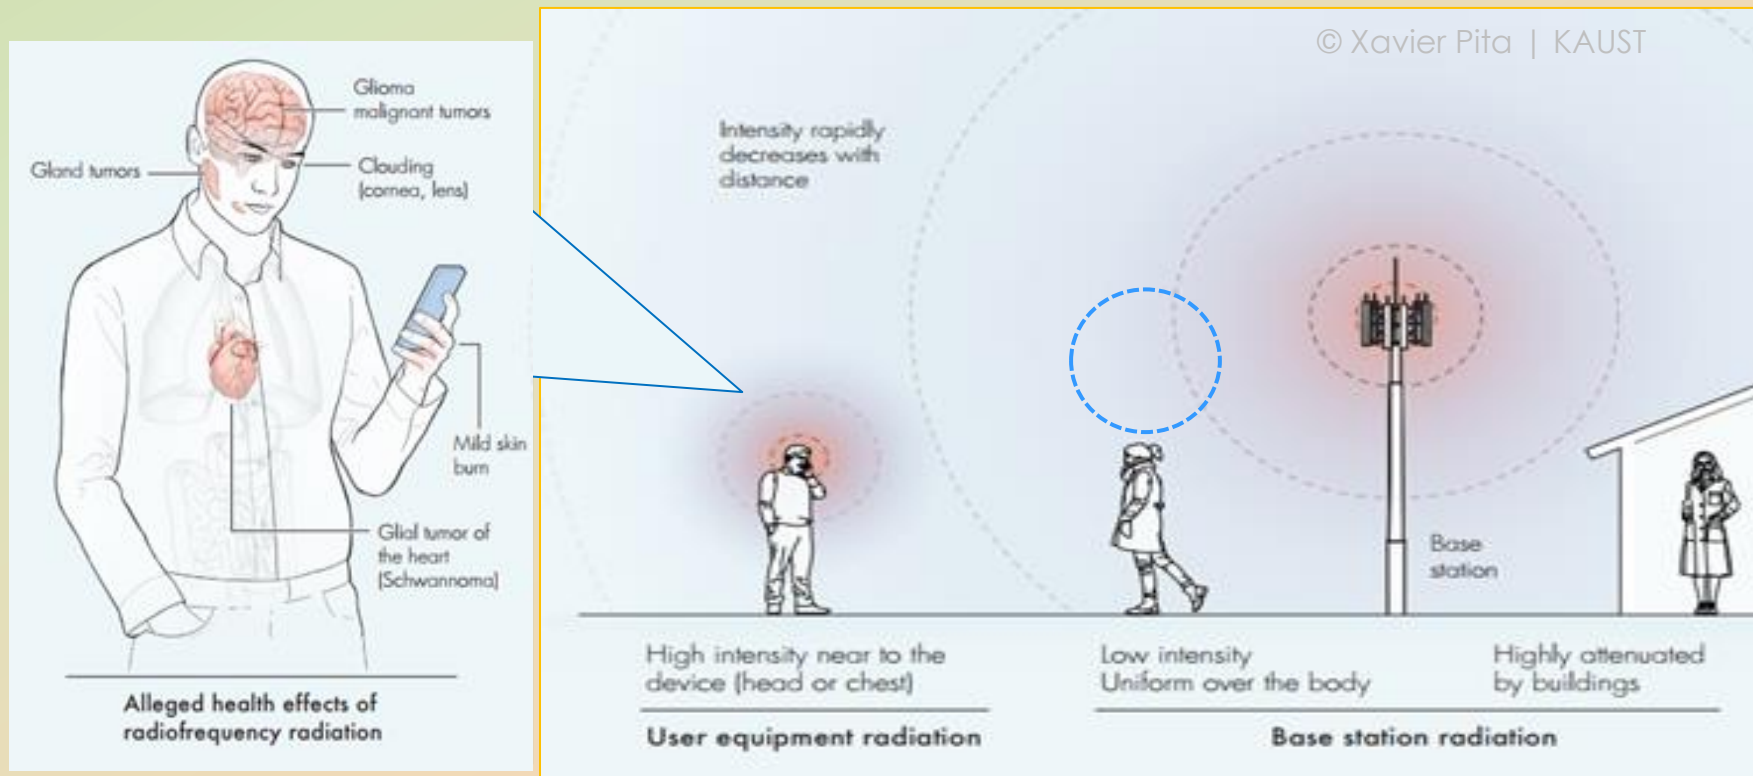 Glioma
malignant tumors
Gland tumors
Clouding
(cornea, lens)
Mild skin
burn
Glial tumor of
the heart
(Schwannoma)
Alleged health effects of
radiofrequency radiation
© Xavier Pita | KAUST
Intensity rapidly
decreases with
distance
Base
station
High intensity near to the
device (head or chest)
User equipment radiation
Low intensity
Uniform over the body
Highly attenuated
by buildings
Base station radiation